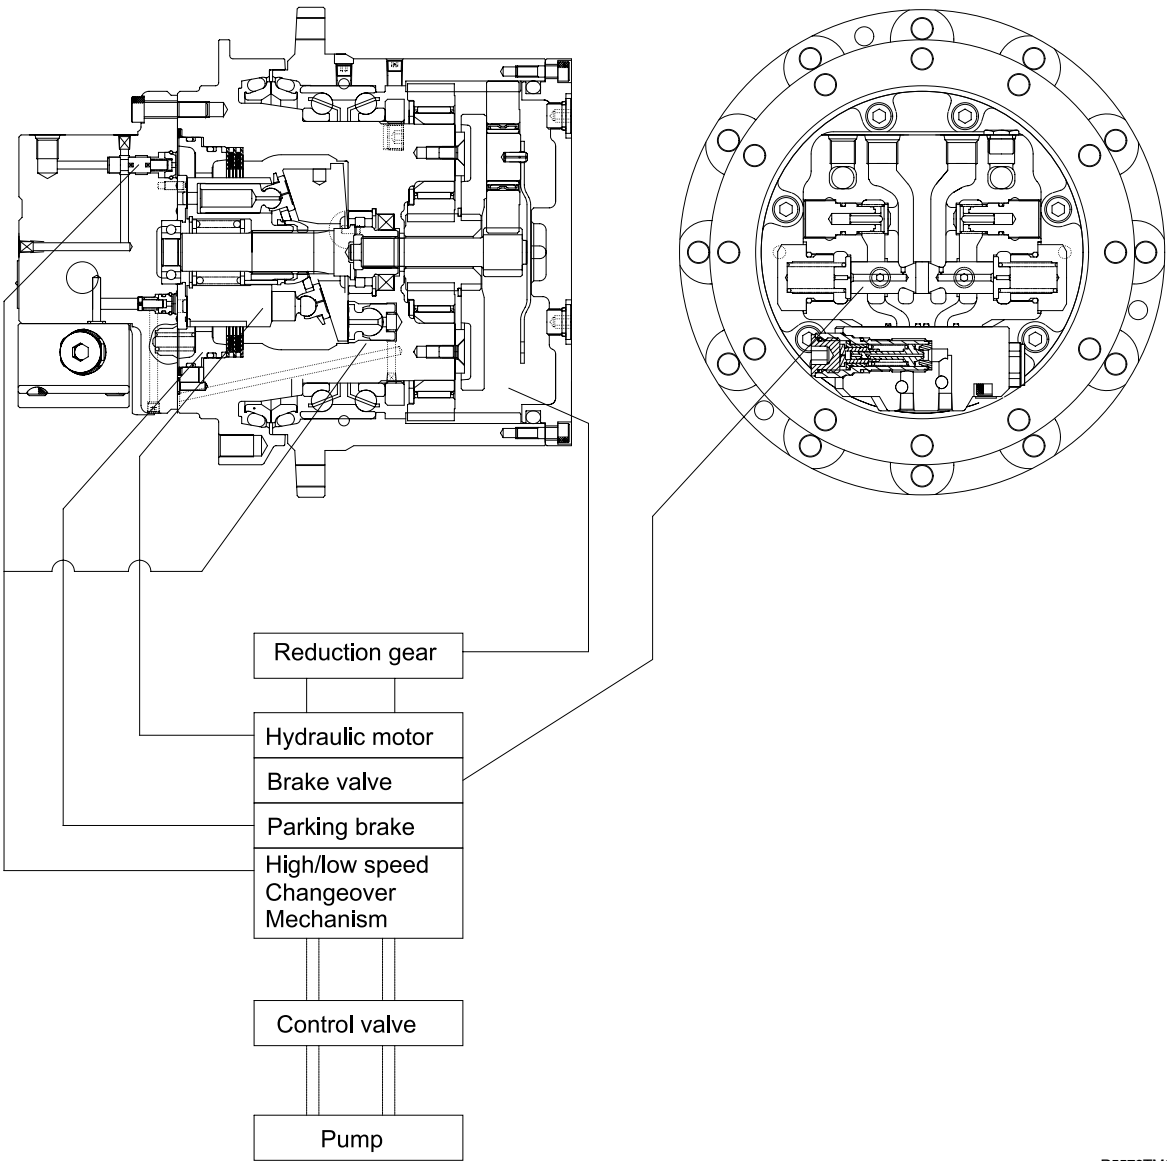 Reduction gear
Hydraulic motor
Brake valve
Parking brake
High/low speed
Changeover
Mechanism
Control valve
Pump